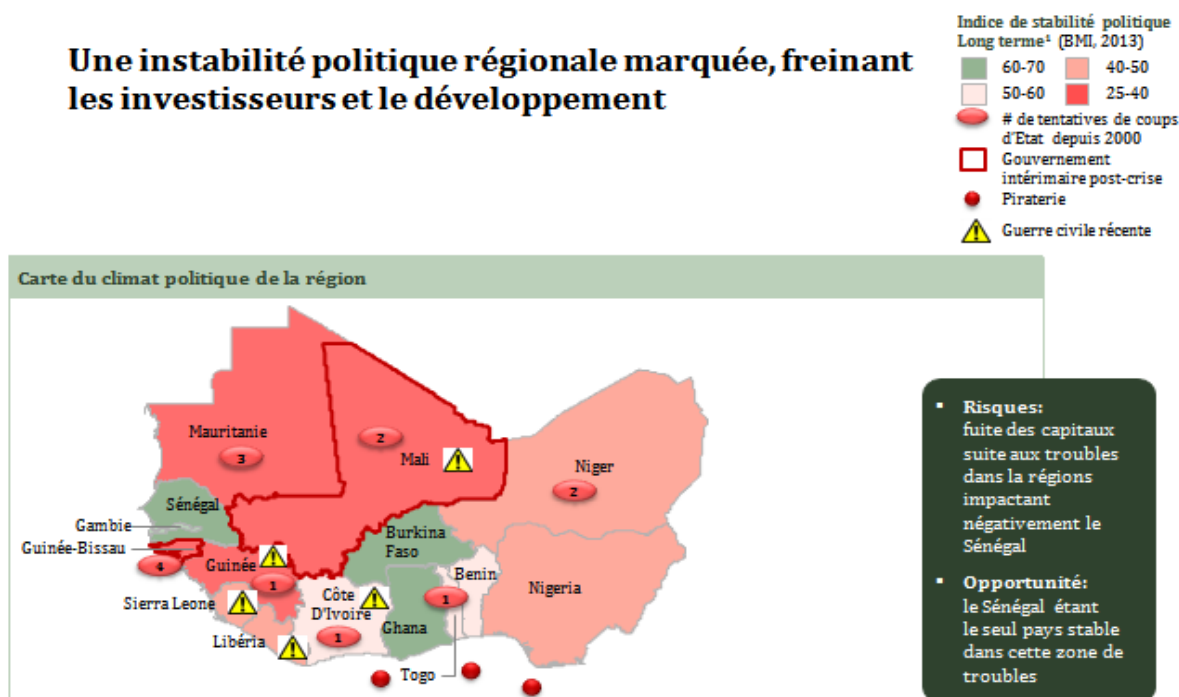 Une instabilité politique régionale marquée, freinant
les investisseurs et le développement
Indice de stabilité politique
Long terme¹ (BMI, 2013)
60-70 40-50
50-60 25-40
# de tentatives de coups
d'Etat depuis 2000
Gouvernement
intérimaire post-crise
Piraterie
Guerre civile récente
Carte du climat politique de la région
Mauritanie
3
2
Mali
Niger
2
Sénégal
Gambie
Guinée-Bissau
4
Guinée
1
Sierra Leone
Libéria
Côte
D'Ivoire
1
Burkina
Faso
Ghana
Benin
1
Togo
Nigeria
▪ Risques:
fuite des capitaux
suite aux troubles
dans la régions
impactant
négativement le
Sénégal
▪ Opportunité:
le Sénégal étant
le seul pays stable
dans cette zone de
troubles